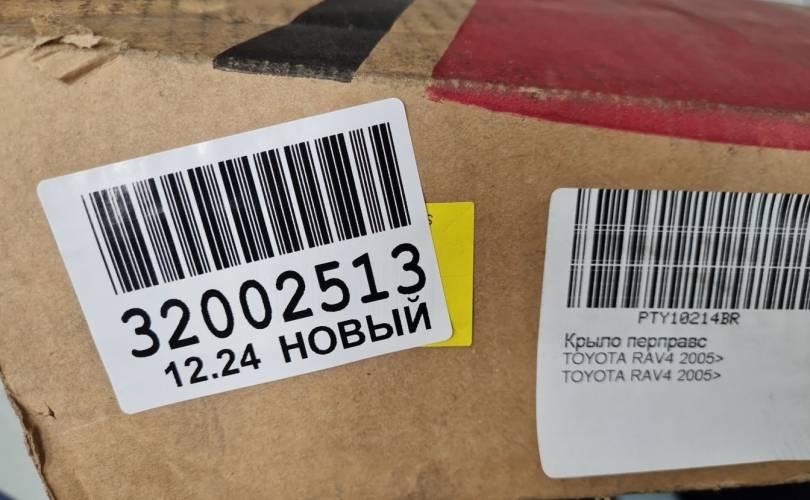 32002513
12.24 НОВЫЙ
PTY10214BR
Крыло перправс
TOYOTA RAV4 2005>
TOYOTA RAV4 2005>